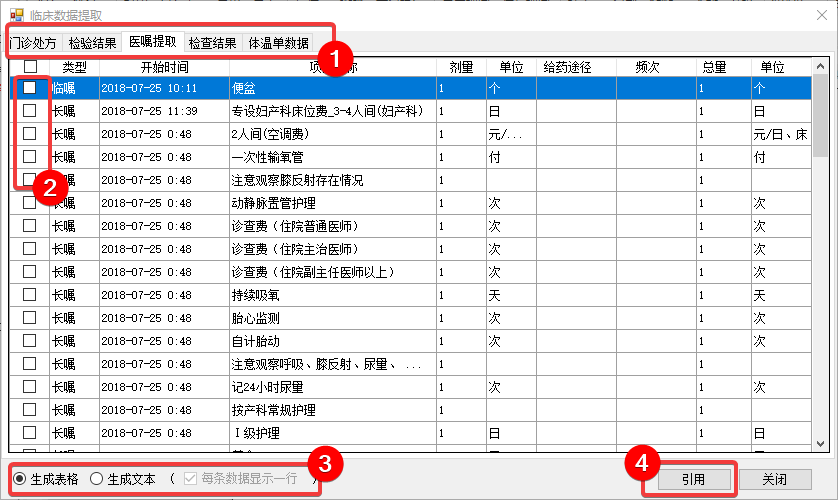 临床数据提取
门诊处方 检验结果 医嘱提取 检查结果 体温单数据
1
类型 开始时间 剂量 单位 给药途径 频次 总量 单位
临嘱 2018-07-25 10:11 便盆 1 个 1 个
长嘱 2018-07-25 11:39 专设妇产科床位费_3-4人间(妇产科) 1 日 1 日
长嘱 2018-07-25 0:48 2人间(空调费) 1 元/... 1 元/日、床
长嘱 2018-07-25 0:48 一次性输氧管 1 付 1 付
2
长嘱 2018-07-25 0:48 注意观察膝反射存在情况 1 1
长嘱 2018-07-25 0:48 动静脉置管护理 1 次 1 次
长嘱 2018-07-25 0:48 诊查费（住院普通医师） 1 次 1 次
长嘱 2018-07-25 0:48 诊查费（住院主治医师） 1 次 1 次
长嘱 2018-07-25 0:48 诊查费（住院副主任医师以上） 1 次 1 次
长嘱 2018-07-25 0:48 持续吸氧 1 天 1 天
长嘱 2018-07-25 0:48 胎心监测 1 次 1 次
长嘱 2018-07-25 0:48 自计胎动 1 次 1 次
长嘱 2018-07-25 0:48 注意观察呼吸、膝反射、尿量、 ... 1 1
长嘱 2018-07-25 0:48 记24小时尿量 1 次 1 次
长嘱 2018-07-25 0:48 按产科常规护理 1 1
长嘱 2018-07-25 0:48 Ⅰ级护理 1 日 1 日
3 4
生成表格 生成文本 （ 每条数据显示一行 ） 引用 关闭